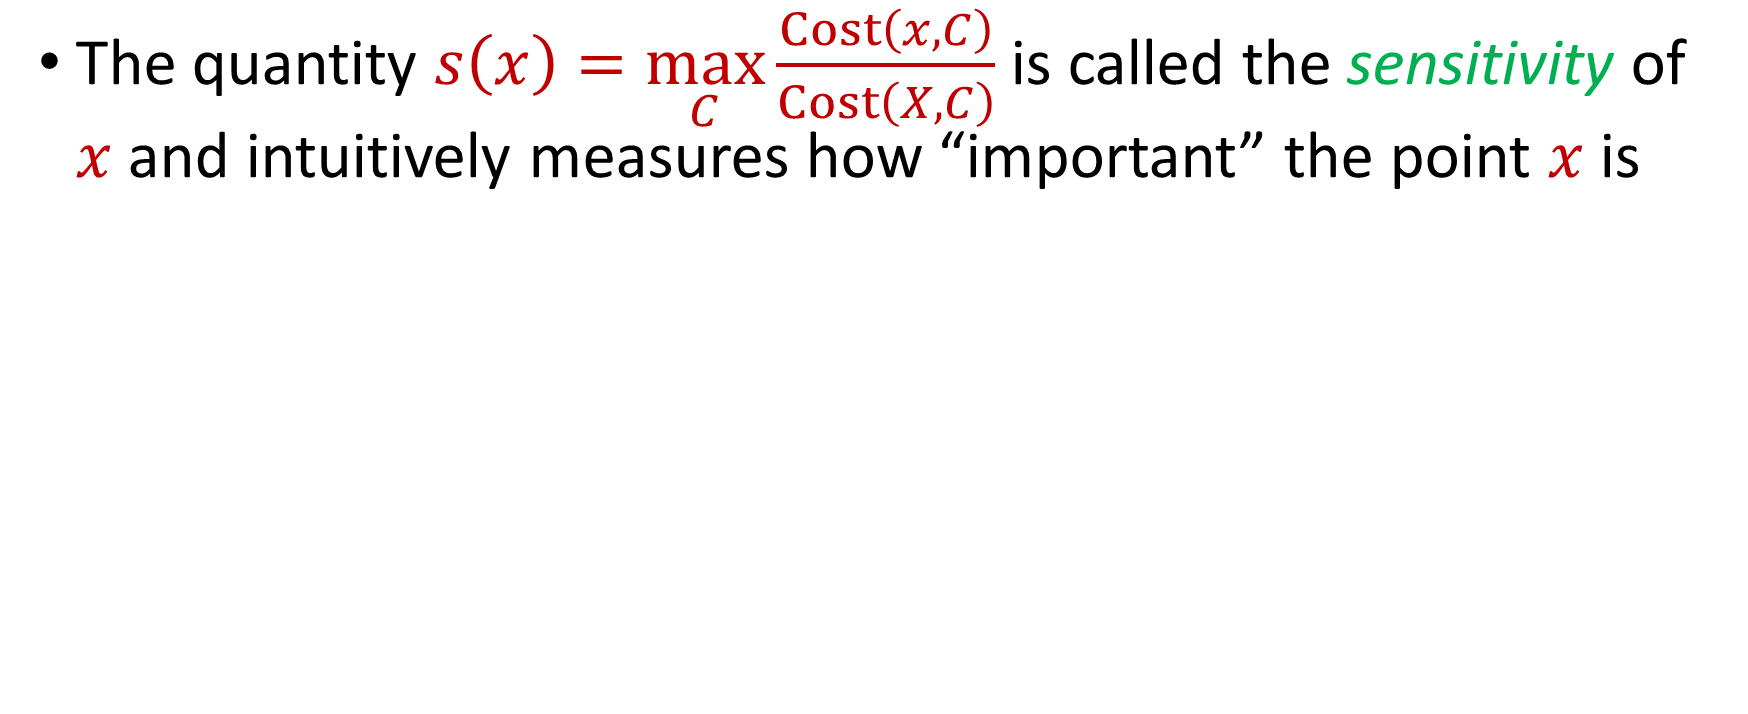 • The quantity s(x) = max_C Cost(x,C)/Cost(X,C) is called the sensitivity of
x and intuitively measures how “important” the point x is